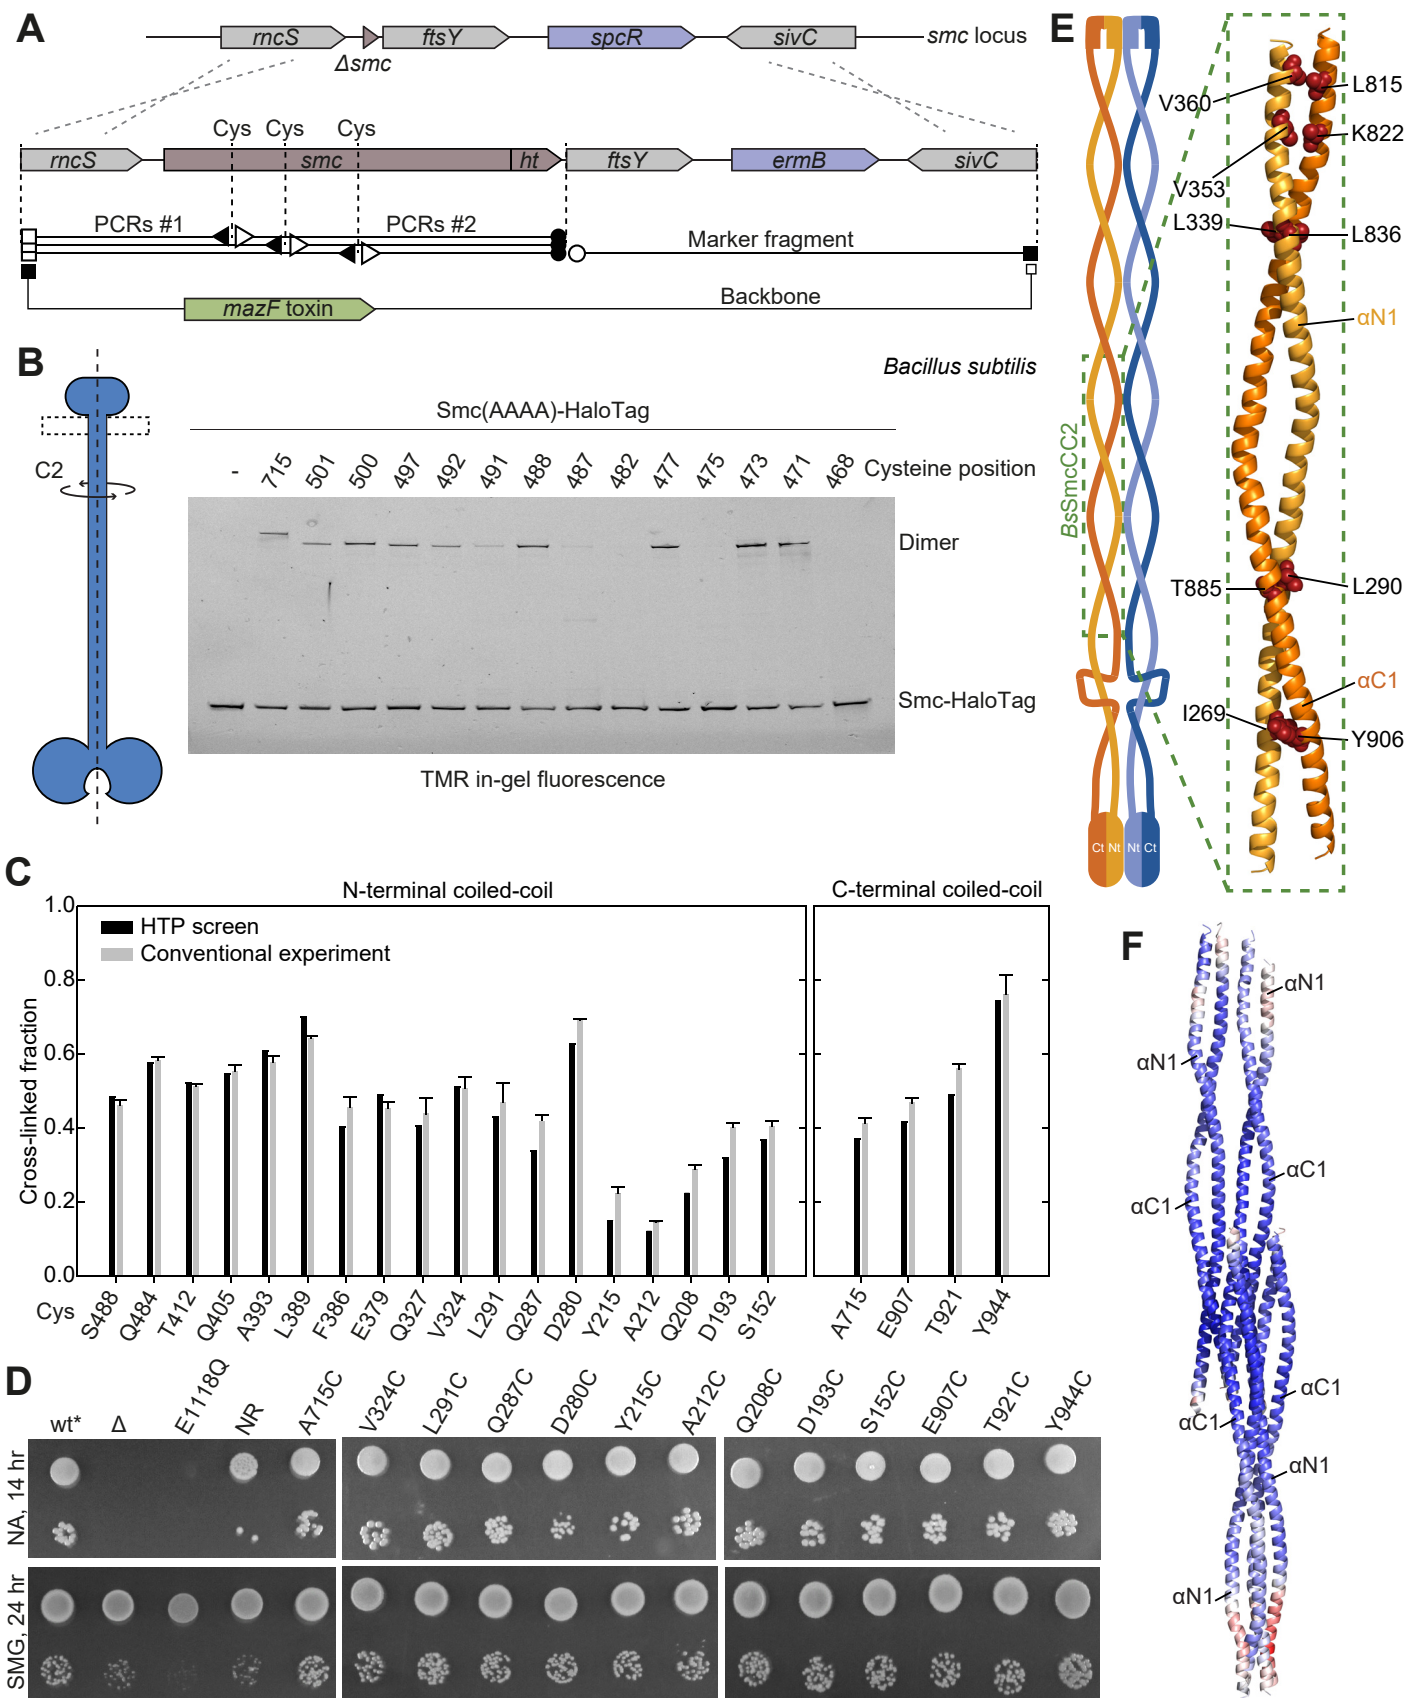 A
rncS
ftsY
spcR
sivC
smc locus
Δsmc
Cys
Cys
Cys
rncS
smc
ht
ftsY
ermB
sivC
PCRs #1
PCRs #2
Marker fragment
mazF toxin
Backbone
B
C2
Bacillus subtilis
Smc(AAAA)-HaloTag
- 715 501 500 497 492 491 488 487 482 477 475 473 471 468
Cysteine position
Dimer
Smc-HaloTag
TMR in-gel fluorescence
C
N-terminal coiled-coil
C-terminal coiled-coil
HTP screen
Conventional experiment
Cross-linked fraction
1.0
0.8
0.6
0.4
0.2
0.0
Cys
S488 Q484 T412 Q405 A393 L389 F386 E379 Q327 V324 L291 Q287 D280 Y215 A212 Q208 D193 S152
A715 E907 T921 Y944
D
wt* Δ E1118Q NR A715C V324C L291C Q287C D280C Y215C A212C Q208C D193C S152C E907C T921C Y944C
NA, 14 hr
SMG, 24 hr
E
BsSmcCC2
Ct Nt Nt Ct
V360
L815
K822
V353
L339
L836
αN1
T885
L290
αC1
I269
Y906
F
αN1
αN1
αC1
αC1
αC1
αC1
αN1
αN1